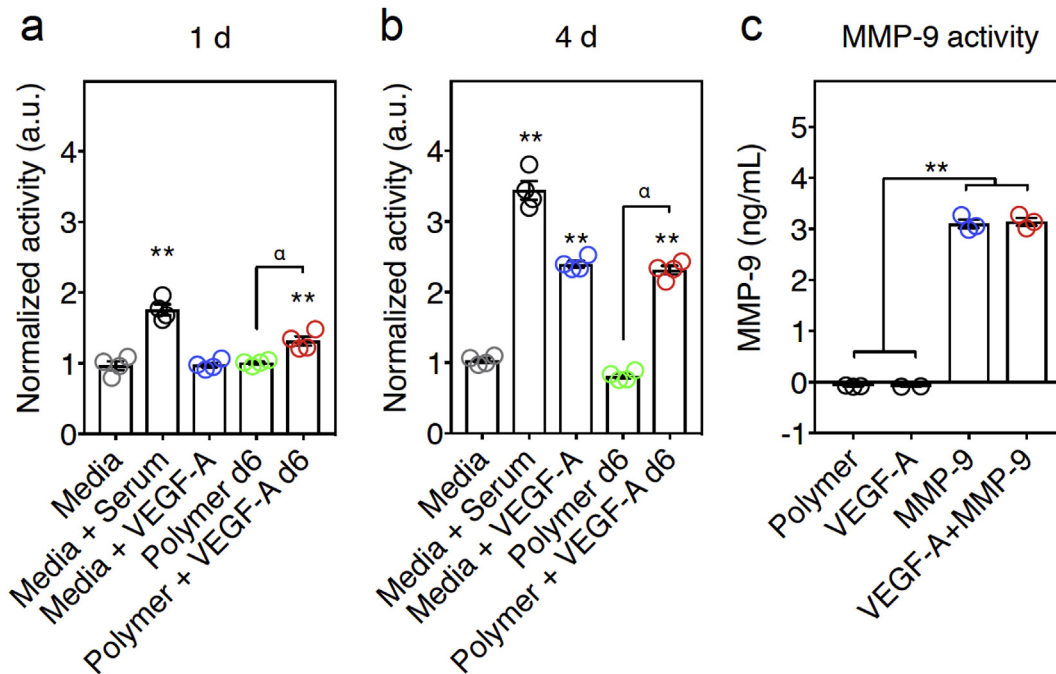 a
1 d
Normalized activity (a.u.)
4
3
2
1
0
**
α
**
Media
Media + Serum
Media + VEGF-A
Polymer d6
Polymer + VEGF-A d6
b
4 d
Normalized activity (a.u.)
4
3
2
1
0
**
**
α
**
Media
Media + Serum
Media + VEGF-A
Polymer d6
Polymer + VEGF-A d6
c
MMP-9 activity
MMP-9 (ng/mL)
5
4
3
2
1
0
-1
**
Polymer
VEGF-A
MMP-9
VEGF-A+MMP-9